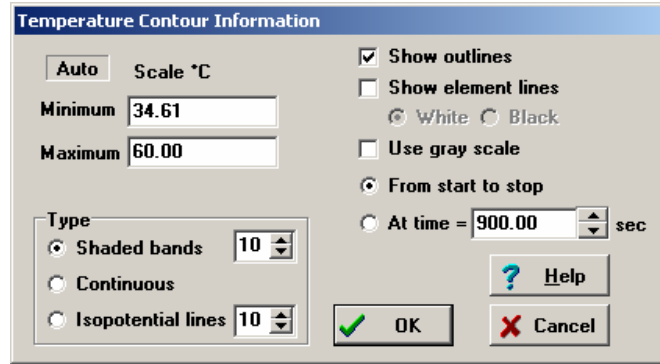 Temperature Contour Information
Auto Scale °C
Minimum 34.61
Maximum 60.00
Type
Shaded bands 10
Continuous
Isopotential lines 10
Show outlines
Show element lines
White Black
Use gray scale
From start to stop
At time = 900.00 sec
Help
OK Cancel